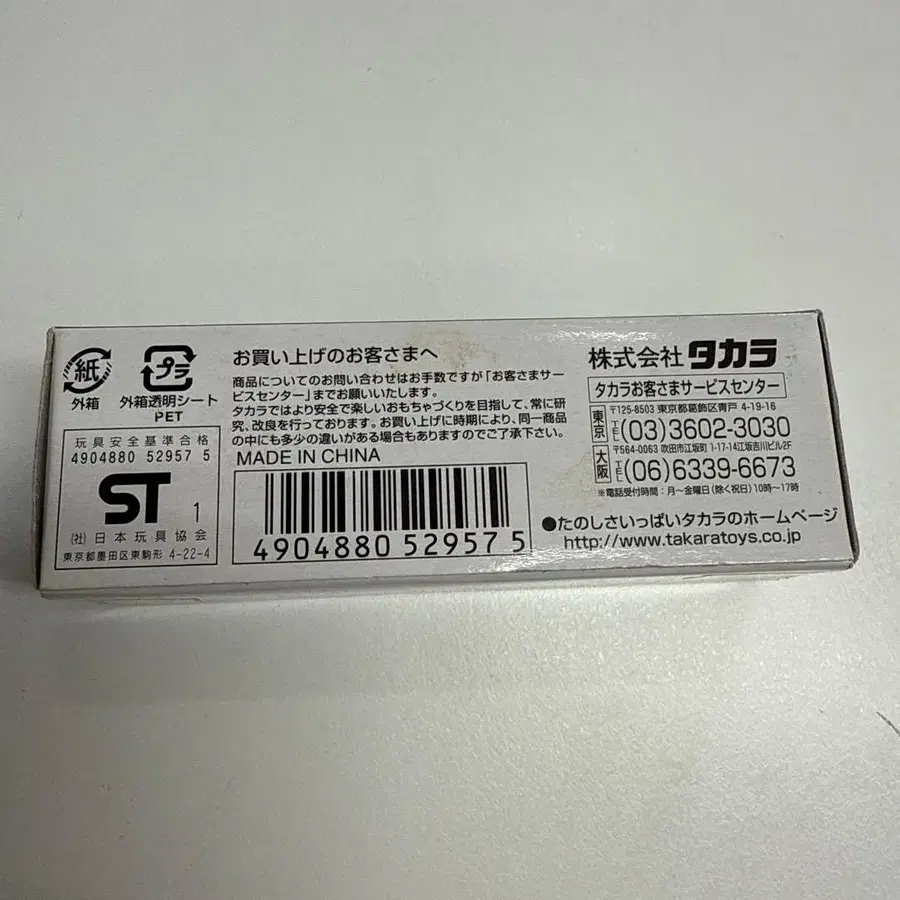 紙
外箱
プラ
外箱透明シート
PET
玩具安全基準合格
4904880 52957 5
ST 1
(社)日本玩具協会
東京都墨田区東駒形 4-22-4
お買い上げのお客さまへ
商品についてのお問い合わせはお手数ですが「お客さまサー
ビスセンター」までお願いいたします。
タカラではより安全で楽しいおもちゃづくりを目指して、常に研
究、改良を行っております。お買い上げに時期により、同一商品
の中にも多少の違いがある場合もありますのでご了承下さい。
MADE IN CHINA
4904880 529575
株式会社 タカラ
タカラお客さまサービスセンター
東京
〒125-8503 東京都葛飾区青戸 4-19-16
TEL(03)3602-3030
大阪
〒564-0063 吹田市江坂町 1-17-14江坂吉川ビル2F
TEL(06)6339-6673
※電話受付時間:月〜金曜日(除く祝日)10時〜17時
●たのしさいっぱいタカラのホームページ
http://www.takaratoys.co.jp